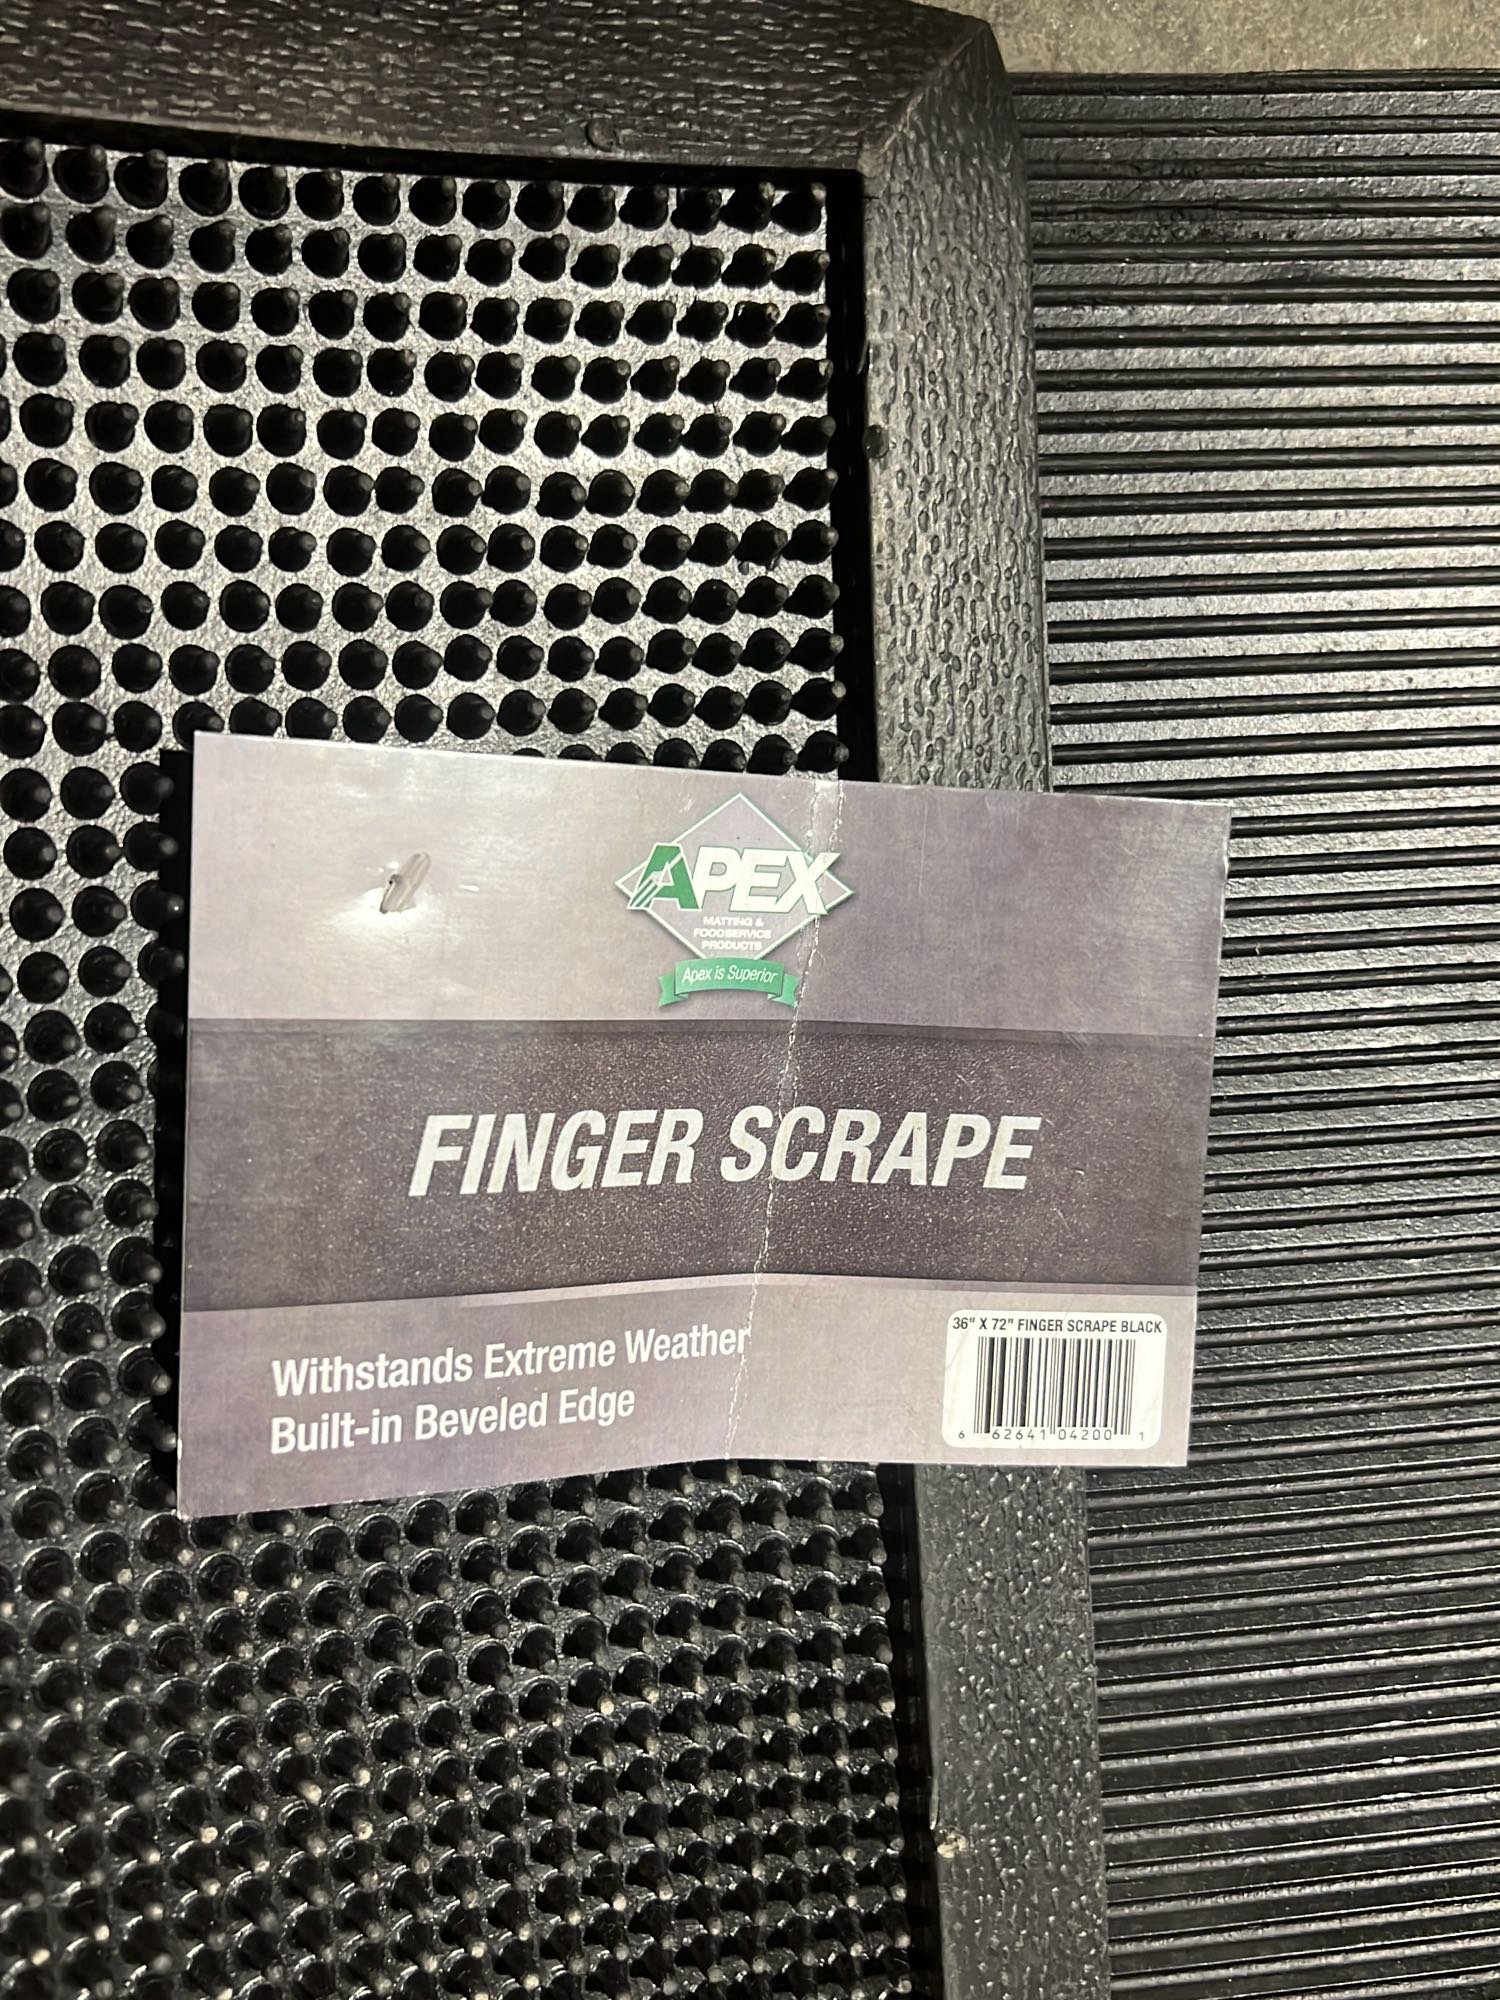 APEX
MATTING &
FOODSERVICE
PRODUCTS
Apex is Superior
FINGER SCRAPE
Withstands Extreme Weather
Built-in Beveled Edge
36" X 72" FINGER SCRAPE BLACK
6 62641 04200 1